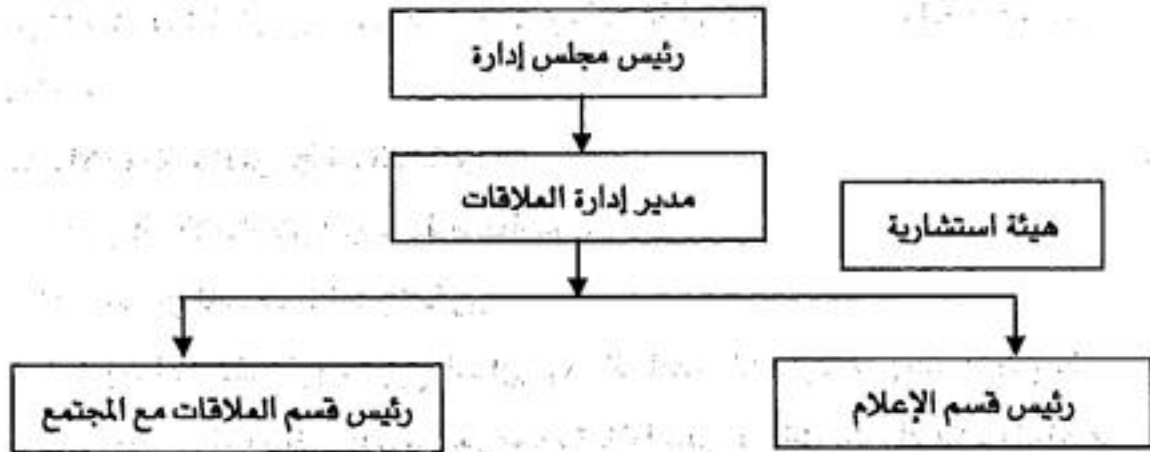 رئيس مجلس إدارة
مدير إدارة العلاقات
هيئة استشارية
رئيس قسم الإعلام
رئيس قسم العلاقات مع المجتمع